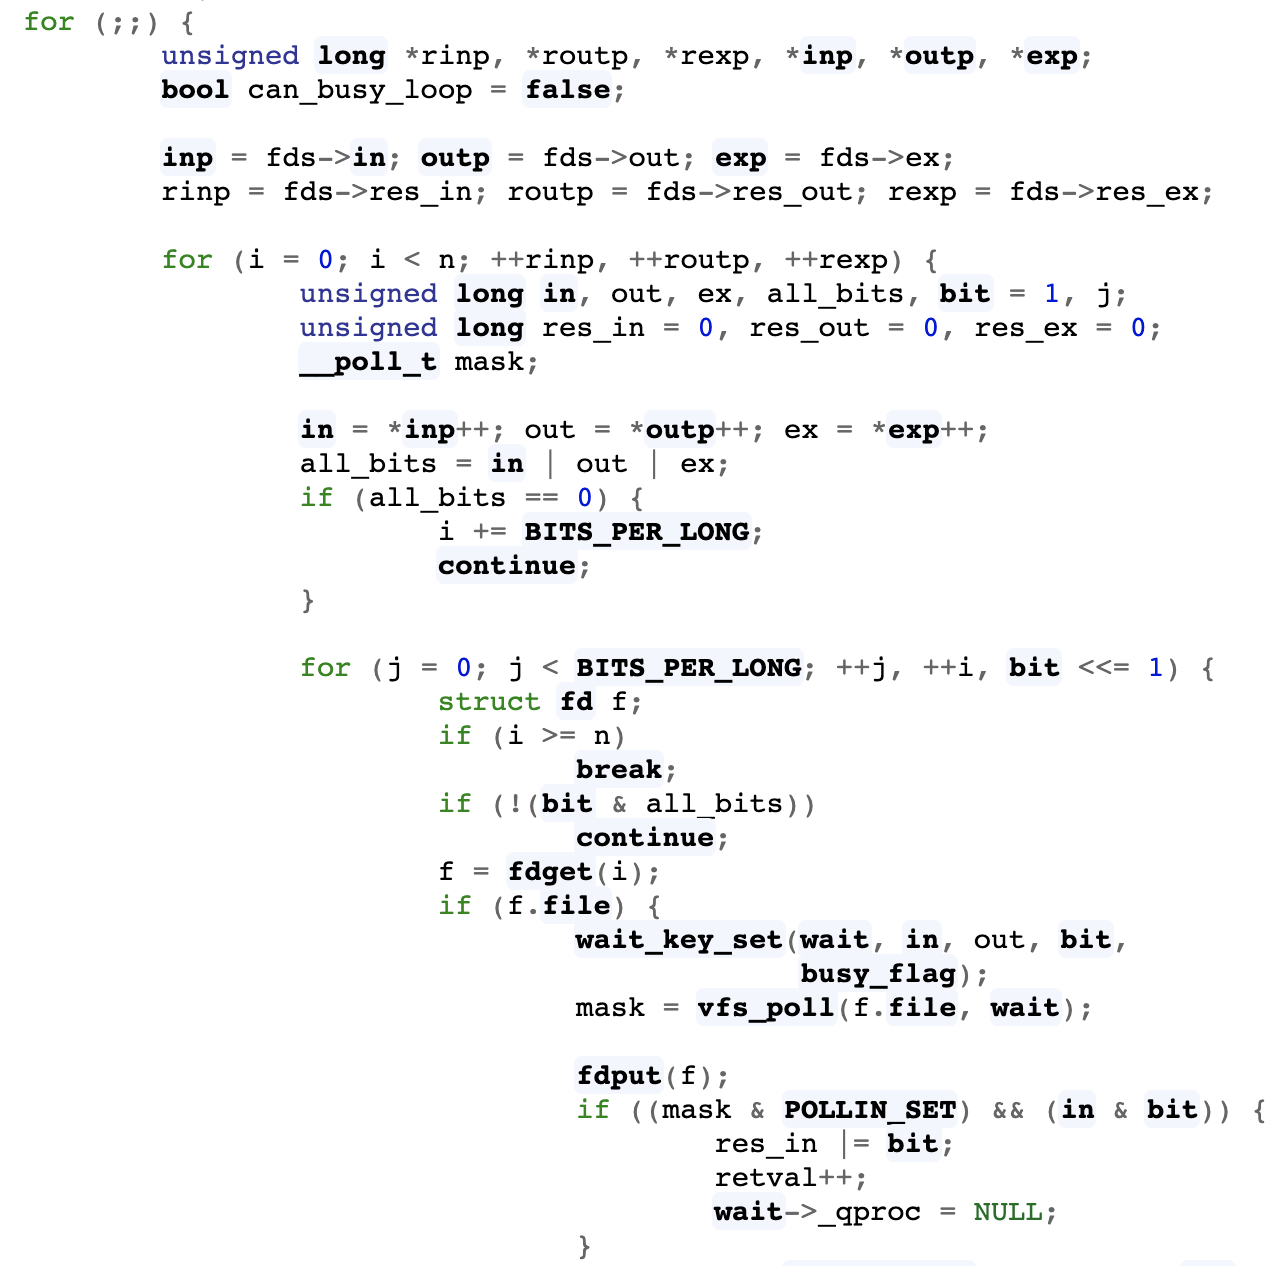 for (;;) {
unsigned long *rinp, *routp, *rexp, *inp, *outp, *exp;
bool can_busy_loop = false;
inp = fds->in; outp = fds->out; exp = fds->ex;
rinp = fds->res_in; routp = fds->res_out; rexp = fds->res_ex;
for (i = 0; i < n; ++rinp, ++routp, ++rexp) {
unsigned long in, out, ex, all_bits, bit = 1, j;
unsigned long res_in = 0, res_out = 0, res_ex = 0;
__poll_t mask;
in = *inp++; out = *outp++; ex = *exp++;
all_bits = in | out | ex;
if (all_bits == 0) {
i += BITS_PER_LONG;
continue;
}
for (j = 0; j < BITS_PER_LONG; ++j, ++i, bit <<= 1) {
struct fd f;
if (i >= n)
break;
if (!(bit & all_bits))
continue;
f = fdget(i);
if (f.file) {
wait_key_set(wait, in, out, bit,
busy_flag);
mask = vfs_poll(f.file, wait);
fdput(f);
if ((mask & POLLIN_SET) && (in & bit)) {
res_in |= bit;
retval++;
wait->_qproc = NULL;
}